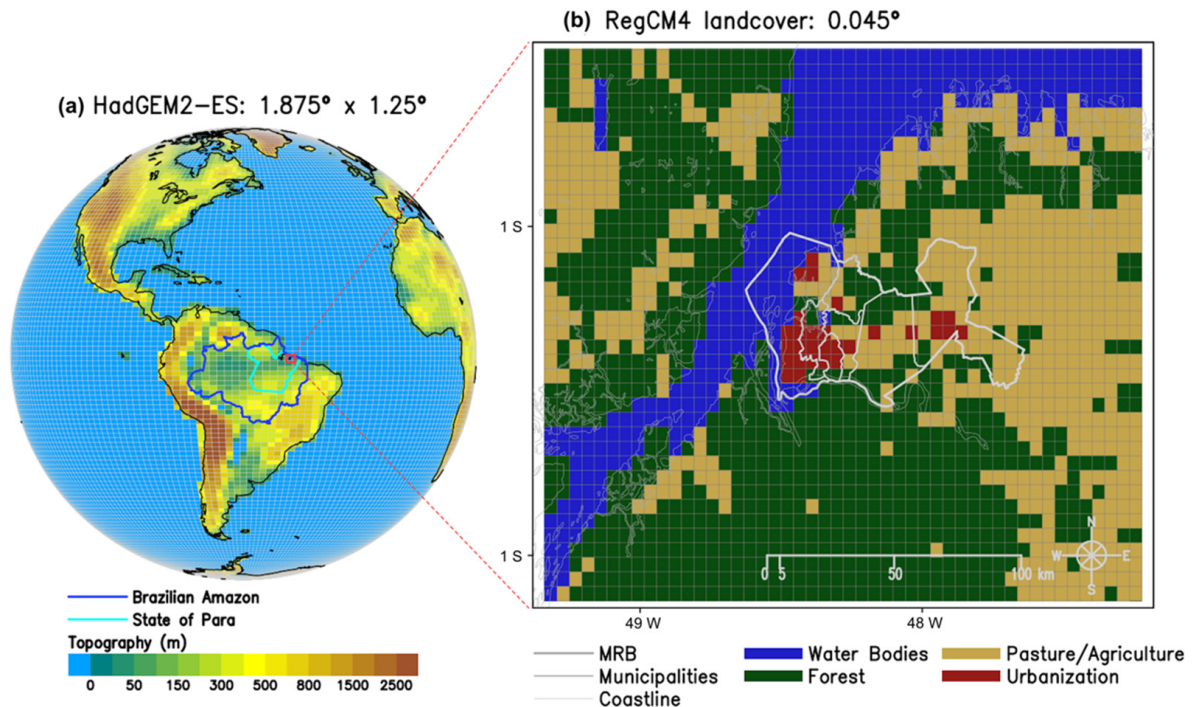 (b) RegCM4 landcover: 0.045°
(a) HadGEM2-ES: 1.875° x 1.25°
1 S
1 S
N
W E
S
0 5 50 100 km
49 W 48 W
Brazilian Amazon
State of Para
Topography (m)
0 50 150 300 500 800 1500 2500
MRB Water Bodies Pasture/Agriculture
Municipalities Forest Urbanization
Coastline